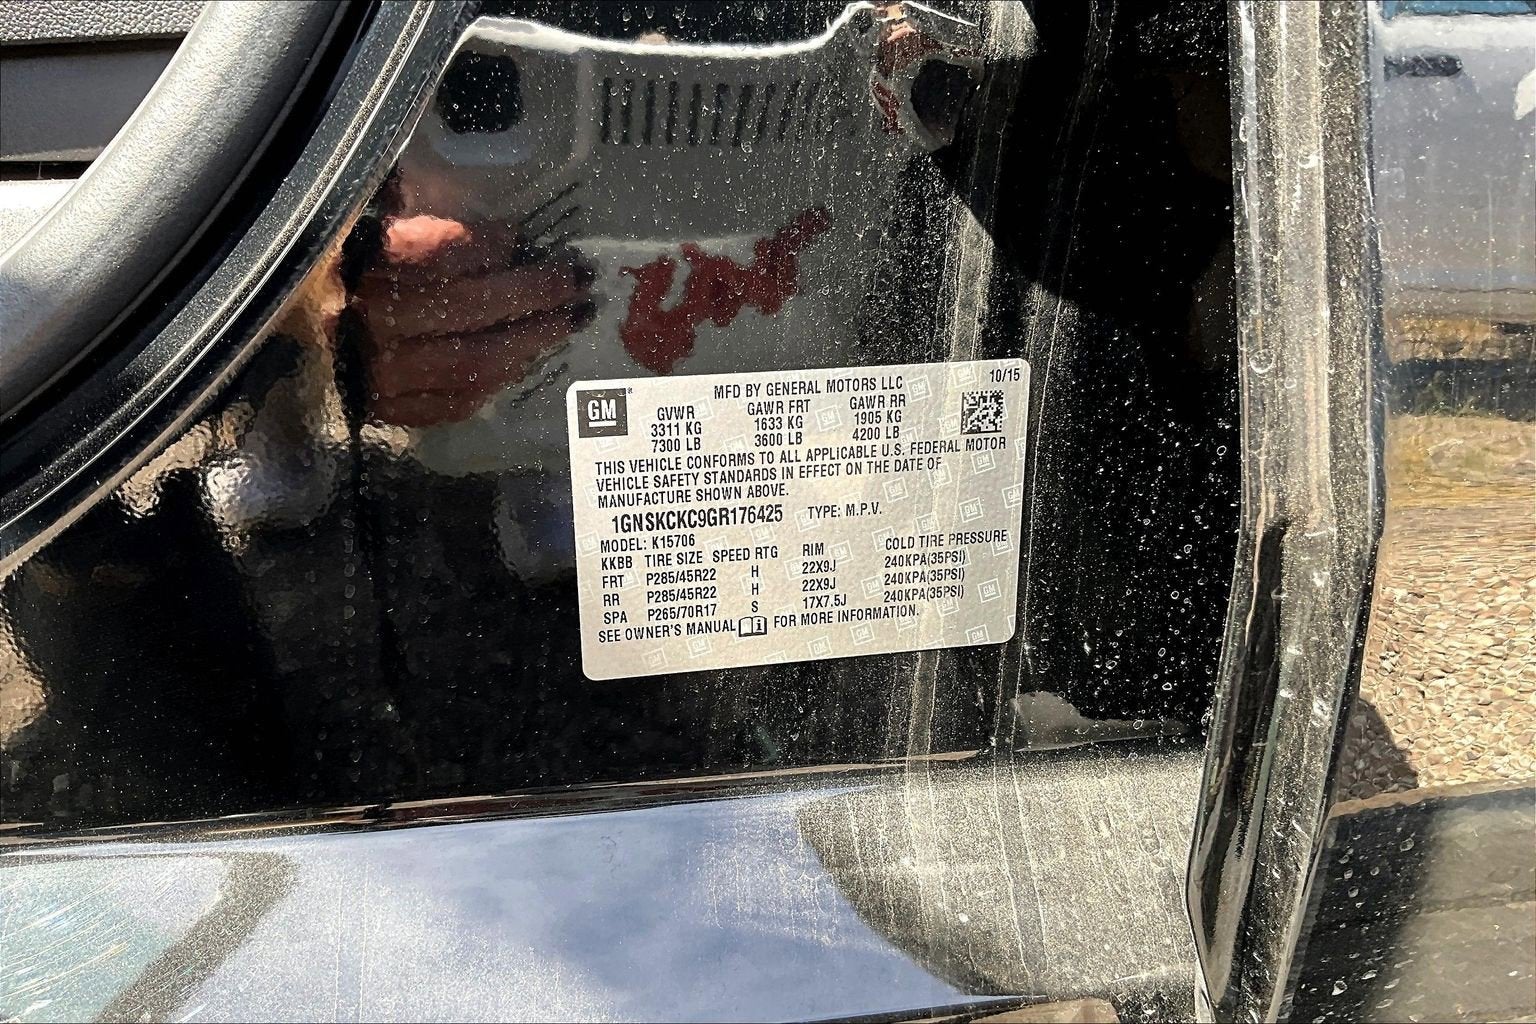 GM®
MFD BY GENERAL MOTORS LLC 10/15
GVWR GAWR FRT GAWR RR
3311 KG 1633 KG 1905 KG
7300 LB 3600 LB 4200 LB
THIS VEHICLE CONFORMS TO ALL APPLICABLE U.S. FEDERAL MOTOR
VEHICLE SAFETY STANDARDS IN EFFECT ON THE DATE OF
MANUFACTURE SHOWN ABOVE.
1GNSKCKC9GR176425 TYPE: M.P.V.
MODEL: K15706
KKBB TIRE SIZE SPEED RTG RIM COLD TIRE PRESSURE
FRT P285/45R22 H 22X9J 240KPA(35PSI)
RR P285/45R22 H 22X9J 240KPA(35PSI)
SPA P265/70R17 S 17X7.5J 240KPA(35PSI)
SEE OWNER'S MANUAL FOR MORE INFORMATION.